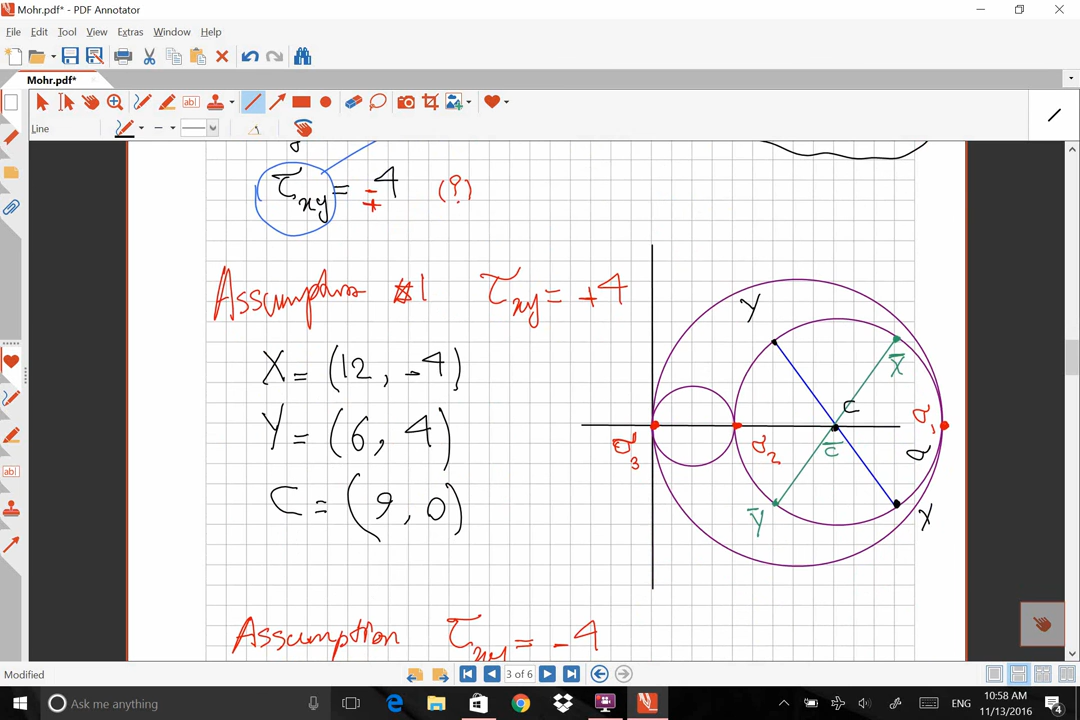 Mohr.pdf* - PDF Annotator
File Edit Tool View Extras Window Help
Mohr.pdf*
ab|
Line
τxy = ∓4 (?)
Assumption #1 τxy = +4
X = (12, -4)
Y = (6, 4)
C = (9, 0)
Y
X̄
C
σ1
σ3
σ2
C̄
σ
Ȳ
X
Assumption τxy = -4
Modified
3 of 6
Ask me anything
ENG
10:58 AM
11/13/2016
4